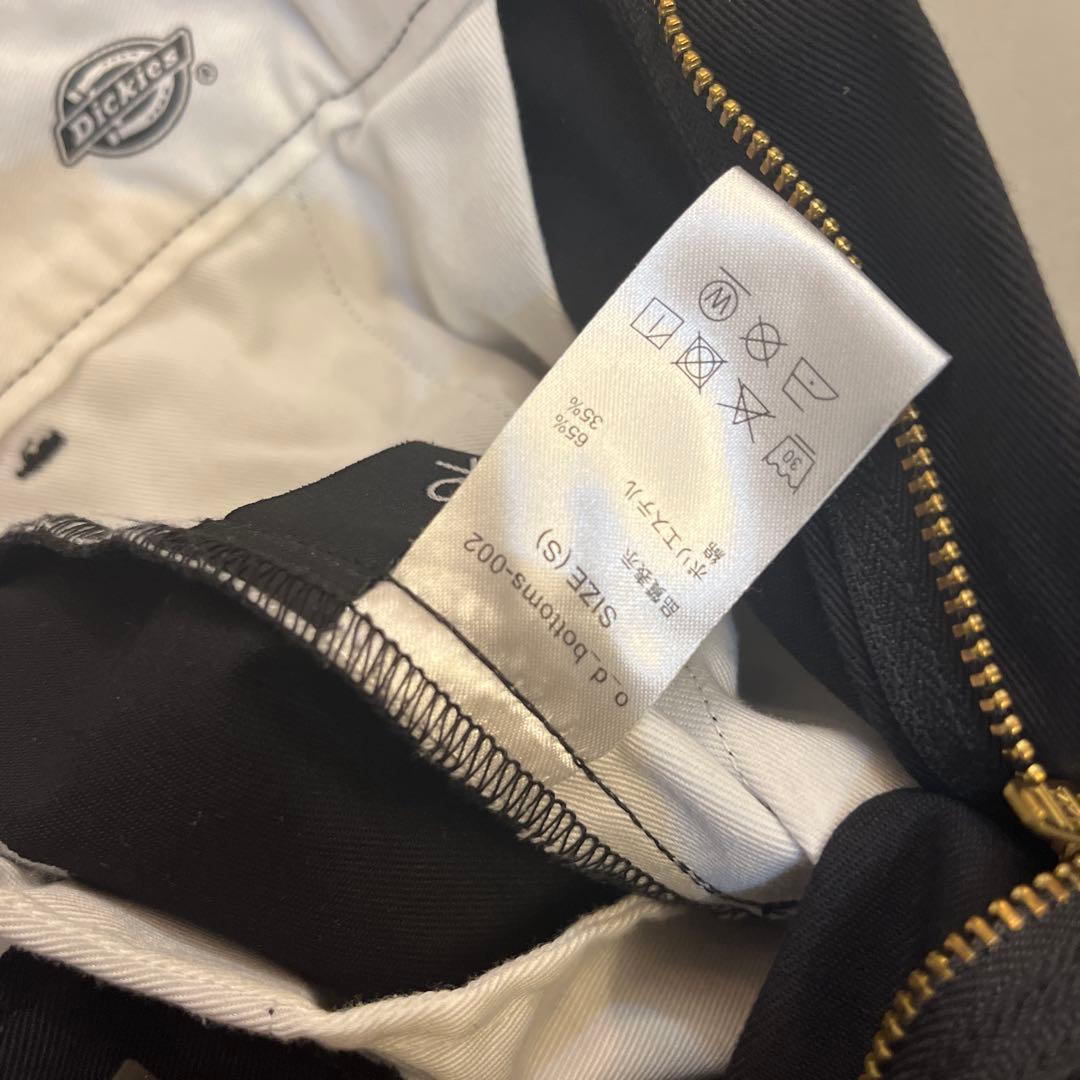 Dickies®
o_d_bottoms-002
SIZE (S)
品質表示
ポリエステル 65%
綿 35%
30
W